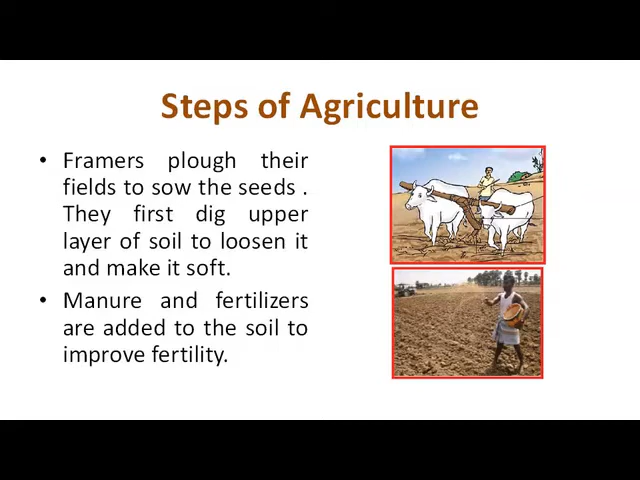 Steps of Agriculture
• Framers plough their
fields to sow the seeds .
They first dig upper
layer of soil to loosen it
and make it soft.
• Manure and fertilizers
are added to the soil to
improve fertility.